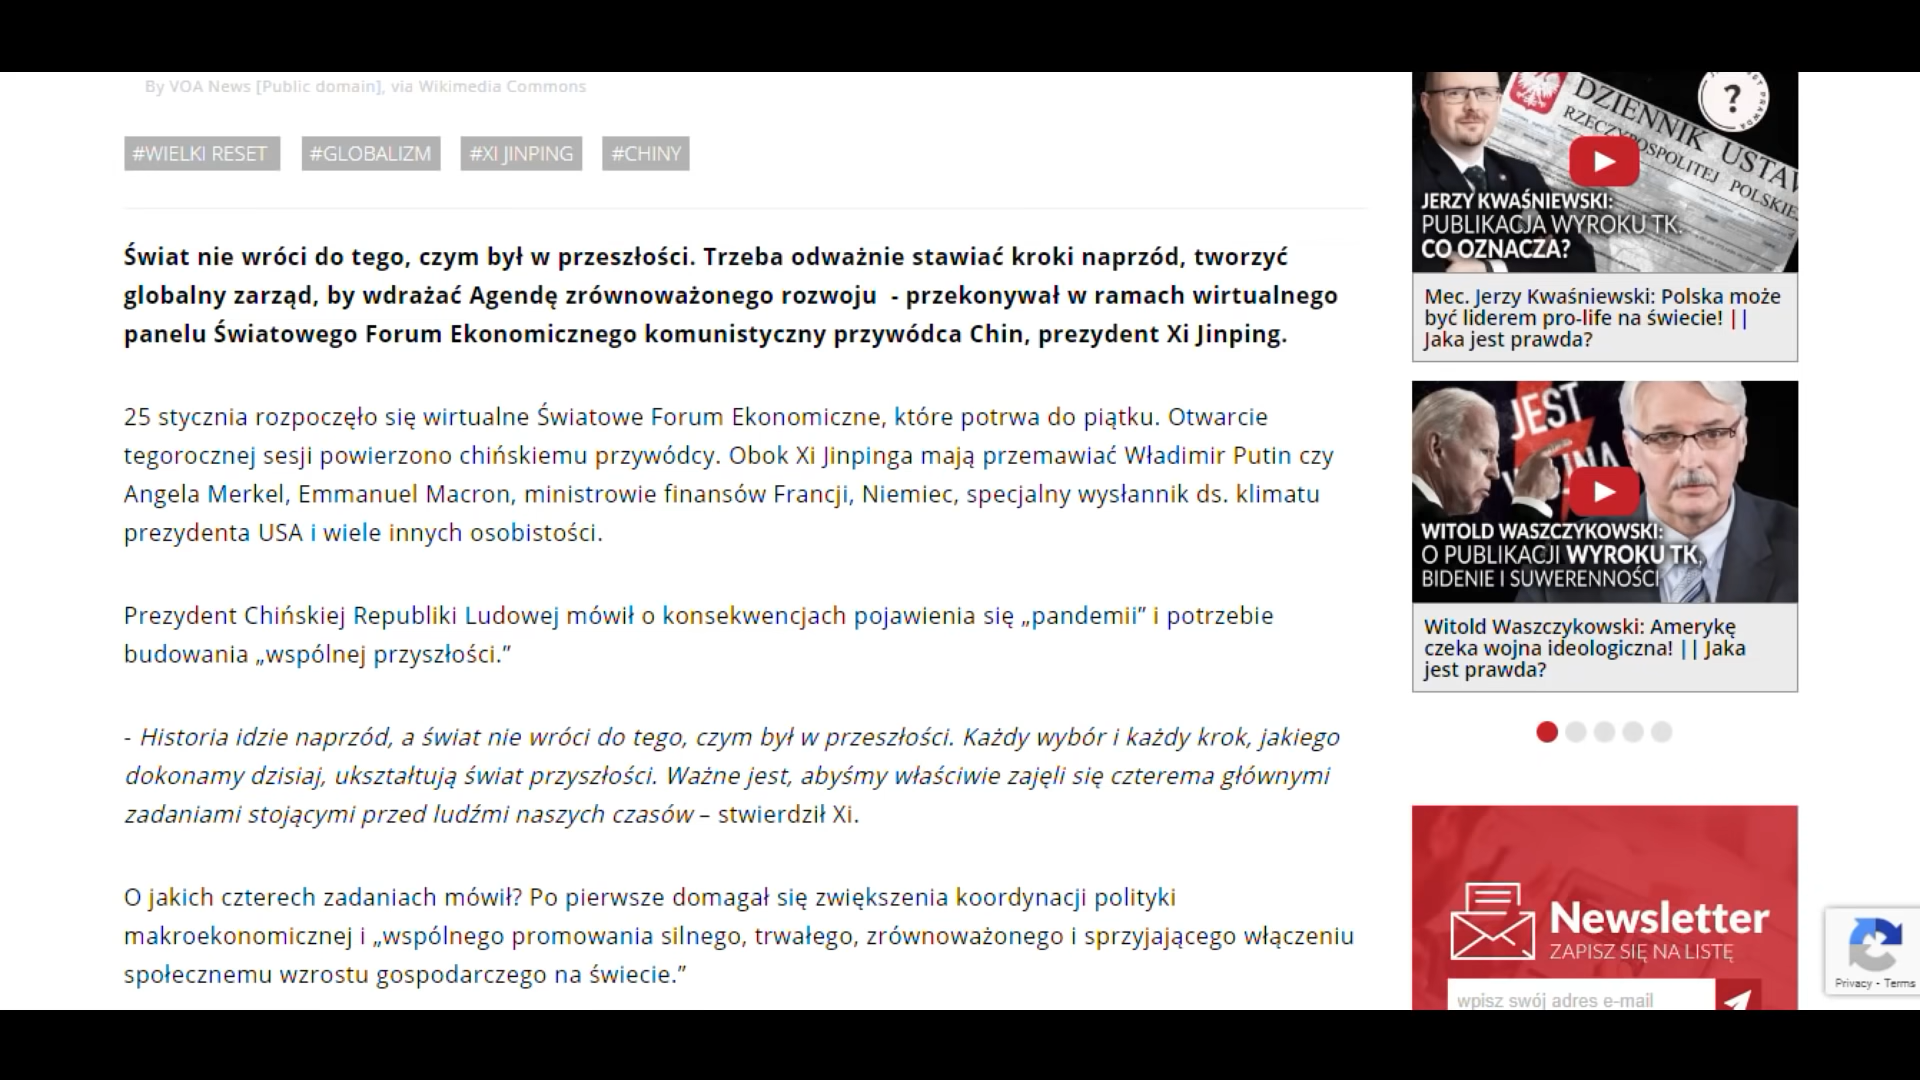 By VOA News [Public domain], via Wikimedia Commons
#WIELKI RESET #GLOBALIZM #XI JINPING #CHINY
Świat nie wróci do tego, czym był w przeszłości. Trzeba odważnie stawiać kroki naprzód, tworzyć
globalny zarząd, by wdrażać Agendę zrównoważonego rozwoju - przekonywał w ramach wirtualnego
panelu Światowego Forum Ekonomicznego komunistyczny przywódca Chin, prezydent Xi Jinping.
25 stycznia rozpoczęło się wirtualne Światowe Forum Ekonomiczne, które potrwa do piątku. Otwarcie
tegorocznej sesji powierzono chińskiemu przywódcy. Obok Xi Jinpinga mają przemawiać Władimir Putin czy
Angela Merkel, Emmanuel Macron, ministrowie finansów Francji, Niemiec, specjalny wysłannik ds. klimatu
prezydenta USA i wiele innych osobistości.
Prezydent Chińskiej Republiki Ludowej mówił o konsekwencjach pojawienia się „pandemii” i potrzebie
budowania „wspólnej przyszłości.”
- Historia idzie naprzód, a świat nie wróci do tego, czym był w przeszłości. Każdy wybór i każdy krok, jakiego
dokonamy dzisiaj, ukształtują świat przyszłości. Ważne jest, abyśmy właściwie zajęli się czterema głównymi
zadaniami stojącymi przed ludźmi naszych czasów – stwierdził Xi.
O jakich czterech zadaniach mówił? Po pierwsze domagał się zwiększenia koordynacji polityki
makroekonomicznej i „wspólnego promowania silnego, trwałego, zrównoważonego i sprzyjającego włączeniu
społecznemu wzrostu gospodarczego na świecie.”
DZIENNIK USTAW
RZECZYPOSPOLITEJ POLSKIE
?
JERZY KWAŚNIEWSKI:
PUBLIKACJA WYROKU TK.
CO OZNACZA?
Mec. Jerzy Kwaśniewski: Polska może
być liderem pro-life na świecie! ||
Jaka jest prawda?
JEST
WITOLD WASZCZYKOWSKI:
O PUBLIKACJI WYROKU TK,
BIDENIE I SUWERENNOŚCI
Witold Waszczykowski: Amerykę
czeka wojna ideologiczna! || Jaka
jest prawda?
Newsletter
ZAPISZ SIĘ NA LISTĘ
wpisz swój adres e-mail
Privacy - Terms